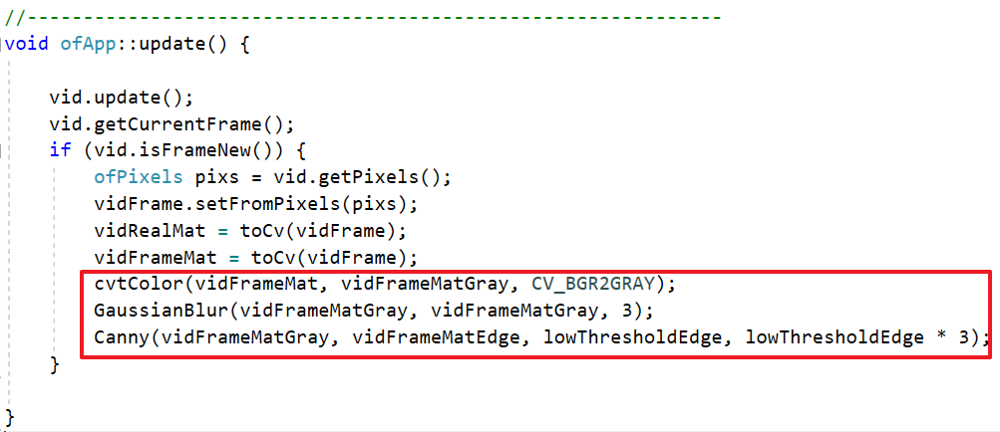 //--------------------------------------------------------------
void ofApp::update() {
vid.update();
vid.getCurrentFrame();
if (vid.isFrameNew()) {
ofPixels pixs = vid.getPixels();
vidFrame.setFromPixels(pixs);
vidRealMat = toCv(vidFrame);
vidFrameMat = toCv(vidFrame);
cvtColor(vidFrameMat, vidFrameMatGray, CV_BGR2GRAY);
GaussianBlur(vidFrameMatGray, vidFrameMatGray, 3);
Canny(vidFrameMatGray, vidFrameMatEdge, lowThresholdEdge, lowThresholdEdge * 3);
}
}